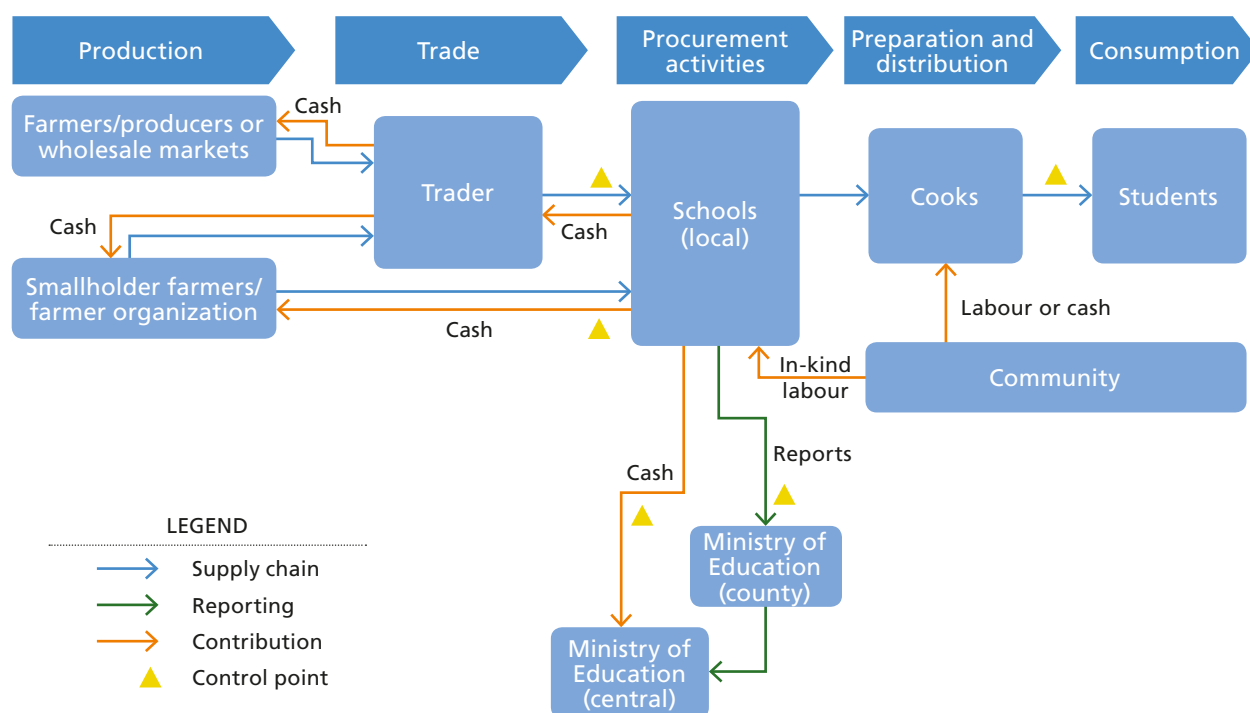 Production
Trade
Procurement
activities
Preparation and
distribution
Consumption
Farmers/producers or
wholesale markets
Cash
Trader
Cash
Schools
(local)
Cooks
Students
Cash
Smallholder farmers/
farmer organization
Cash
Labour or cash
In-kind
labour
Community
Reports
Cash
LEGEND
Supply chain
Reporting
Contribution
Control point
Ministry of
Education
(county)
Ministry of
Education
(central)